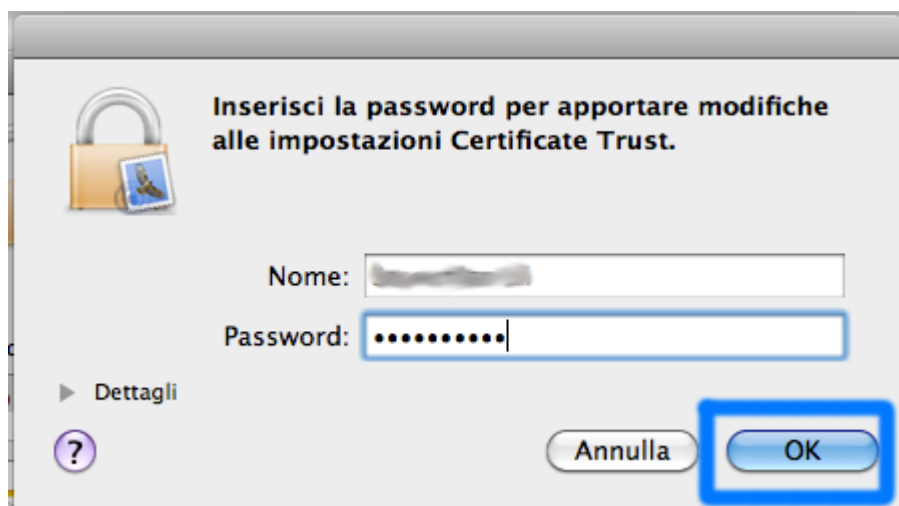 Inserisci la password per apportare modifiche
alle impostazioni Certificate Trust.
Nome:
Password: ••••••••••
Dettagli
?
Annulla
OK